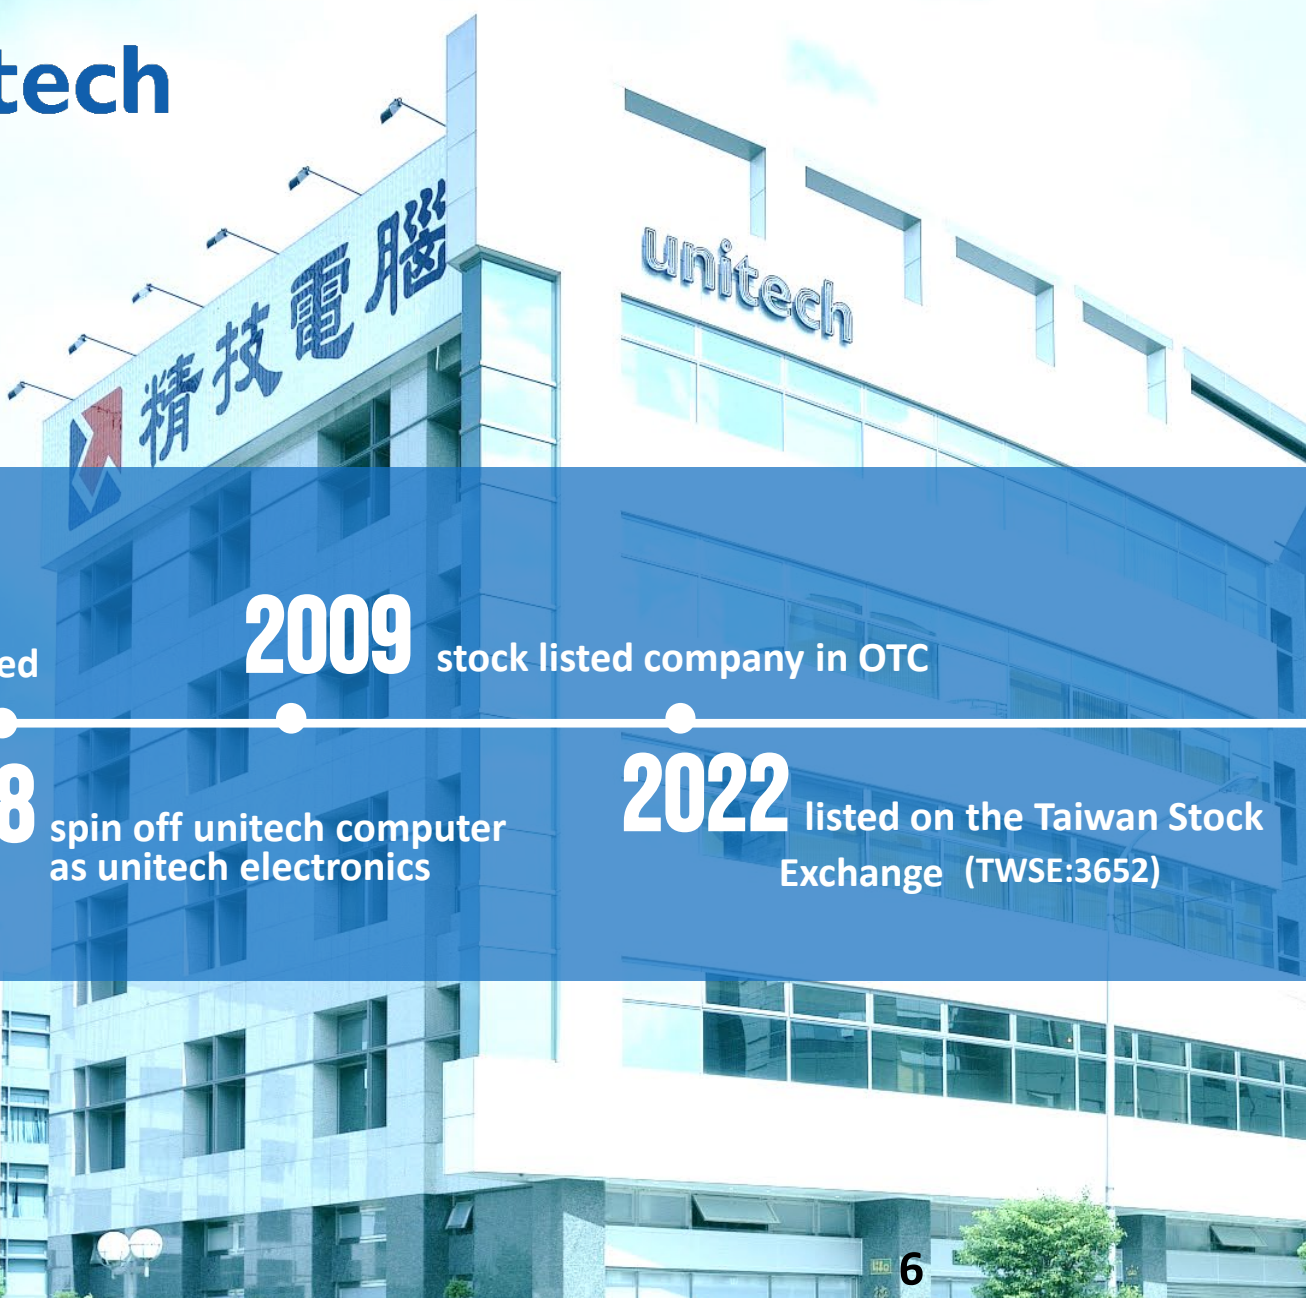 tech
精技電腦
unitech
2009 stock listed company in OTC
ed
8 spin off unitech computer
as unitech electronics
2022 listed on the Taiwan Stock
Exchange (TWSE:3652)
6